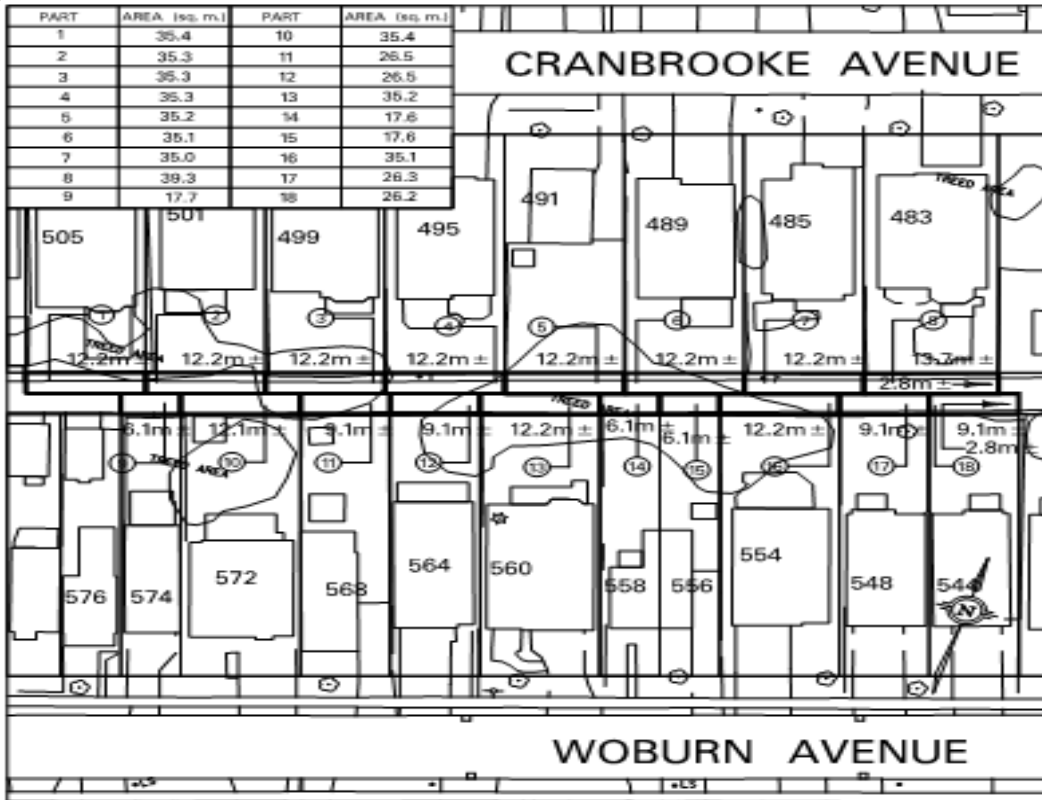 PART AREA (sq. m.) PART AREA (sq. m.)
1 35.4 10 35.4
2 35.3 11 26.5
3 35.3 12 26.5
4 35.3 13 35.2
5 35.2 14 17.6
6 35.1 15 17.6
7 35.0 16 35.1
8 39.3 17 26.3
9 17.7 18 26.2
CRANBROOKE AVENUE
505 501 499 495 491 489 485 483
TREED AREA
1 2 3 4 5 6 7 8
TREED AREA
12.2m ± 12.2m ± 12.2m ± 12.2m ± 12.2m ± 12.2m ± 12.2m ± 13.7m ±
2.8m ±
TREED AREA
6.1m ± 12.1m ± 9.1m ± 9.1m ± 12.2m ± 6.1m ± 6.1m ± 12.2m ± 9.1m ± 9.1m ±
2.8m ±
TREED AREA
9 10 11 12 13 14 15 16 17 18
576 574 572 568 564 560 558 556 554 548 544
N
WOBURN AVENUE
LS LS